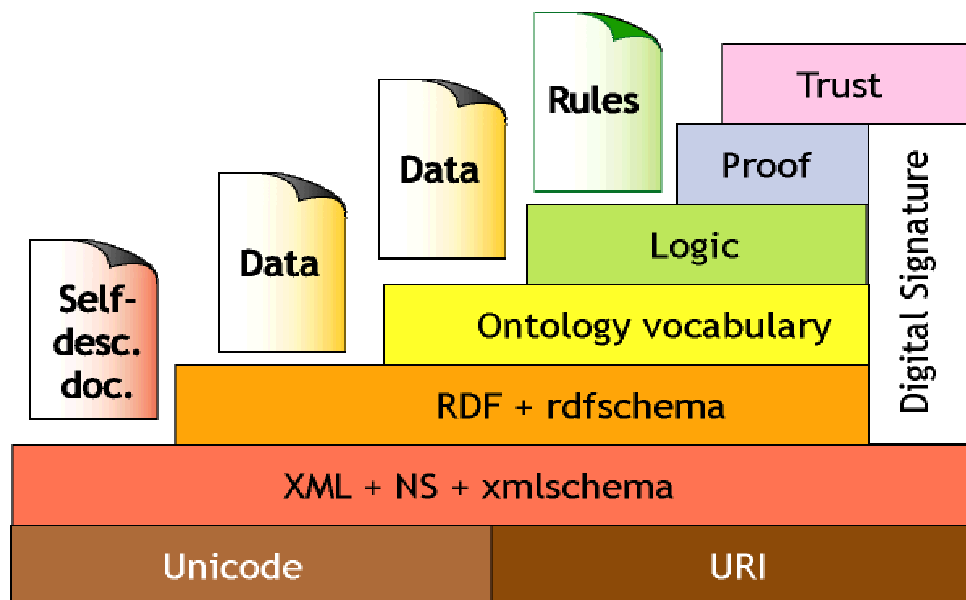 Rules
Trust
Data
Proof
Data
Logic
Self-
desc.
doc.
Ontology vocabulary
Digital Signature
RDF + rdfschema
XML + NS + xmlschema
Unicode
URI